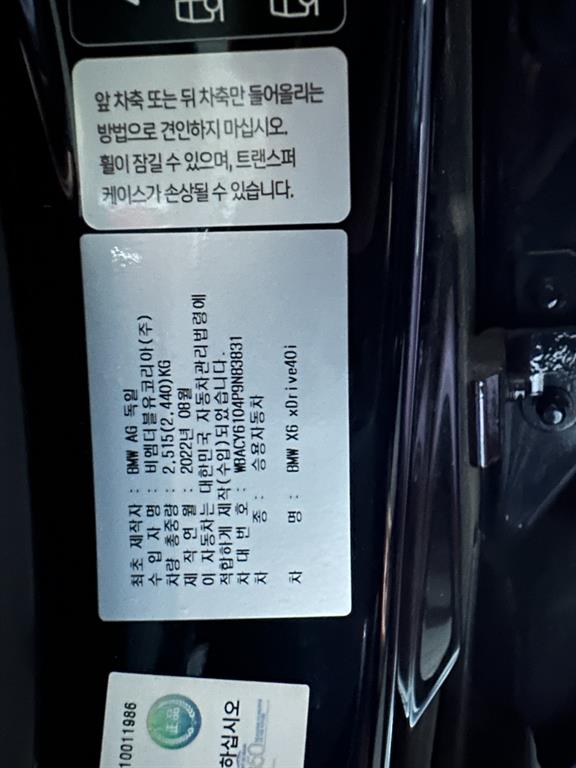 앞 차축 또는 뒤 차축만 들어올리는
방법으로 견인하지 마십시오.
휠이 잠길 수 있으며, 트랜스퍼
케이스가 손상될 수 있습니다.
최초 제작자 : BMW AG 독일
수 입 자 명 : 비엠더블유코리아(주)
차량 총중량 : 2,515(2,440)KG
제 작 연 월 : 2022년 08월
이 자동차는 대한민국 자동차관리법령에
적합하게 제작(수입)되었습니다.
차 대 번 호 : WBACY6104P9N83831
차 종 : 승용자동차
차 명 : BMW X6 xDrive40i
10011986
正品
하십시오